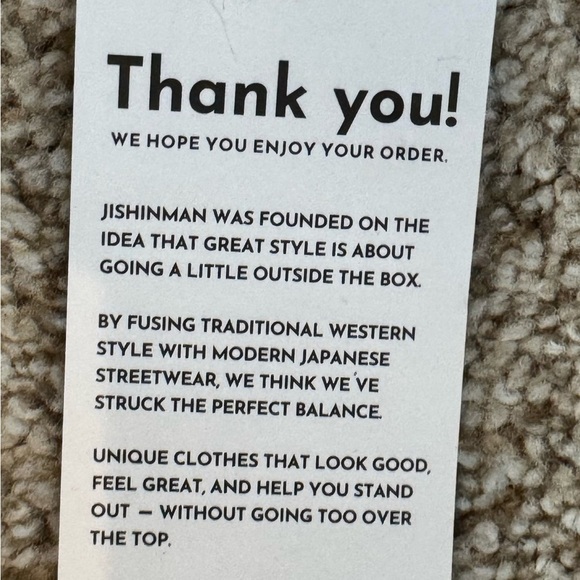 Thank you!
WE HOPE YOU ENJOY YOUR ORDER.
JISHINMAN WAS FOUNDED ON THE
IDEA THAT GREAT STYLE IS ABOUT
GOING A LITTLE OUTSIDE THE BOX.
BY FUSING TRADITIONAL WESTERN
STYLE WITH MODERN JAPANESE
STREETWEAR, WE THINK WE'VE
STRUCK THE PERFECT BALANCE.
UNIQUE CLOTHES THAT LOOK GOOD,
FEEL GREAT, AND HELP YOU STAND
OUT — WITHOUT GOING TOO OVER
THE TOP.